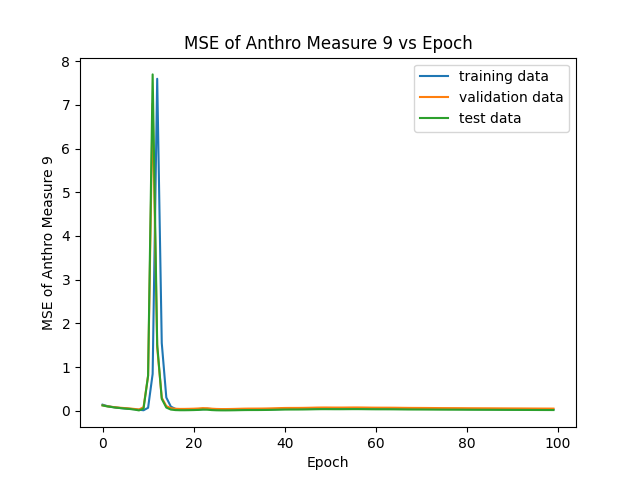 MSE of Anthro Measure 9 vs Epoch
training data
validation data
test data
MSE of Anthro Measure 9
8
7
6
5
4
3
2
1
0
0 20 40 60 80 100
Epoch